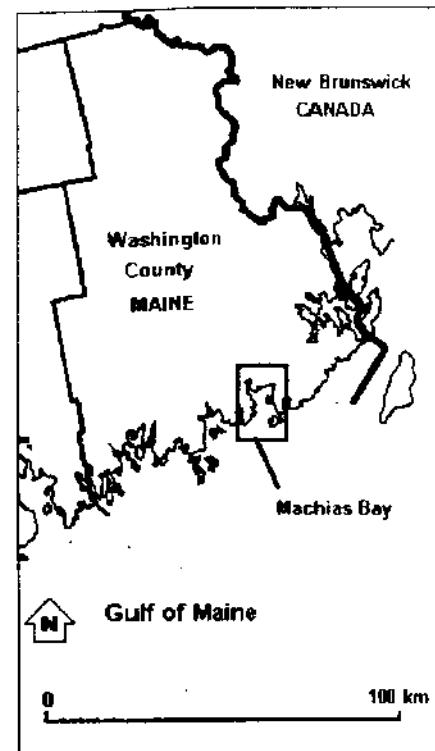 New Brunswick
CANADA
Washington
County
MAINE
Machias Bay
N
Gulf of Maine
0
100 km